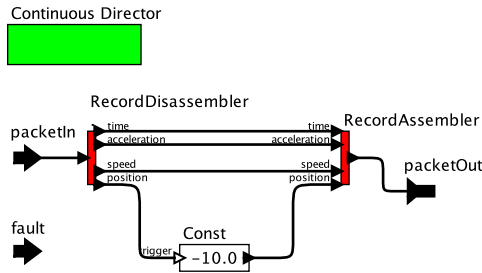 Continuous Director
RecordDisassembler
RecordAssembler
packetIn
time
time
acceleration
acceleration
speed
speed
position
position
packetOut
fault
Const
trigger
-10.0